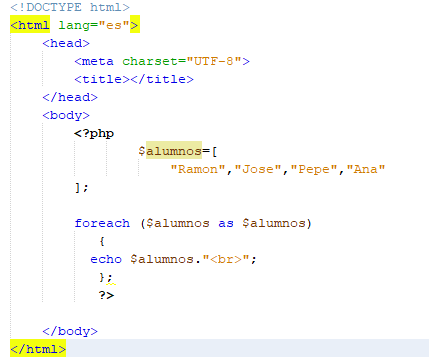 <!DOCTYPE html>
<html lang="es">
<head>
<meta charset="UTF-8">
<title></title>
</head>
<body>
<?php
$alumnos=[
"Ramon","Jose","Pepe","Ana"
];
foreach ($alumnos as $alumnos)
{
echo $alumnos."<br>";
};
?>
</body>
</html>